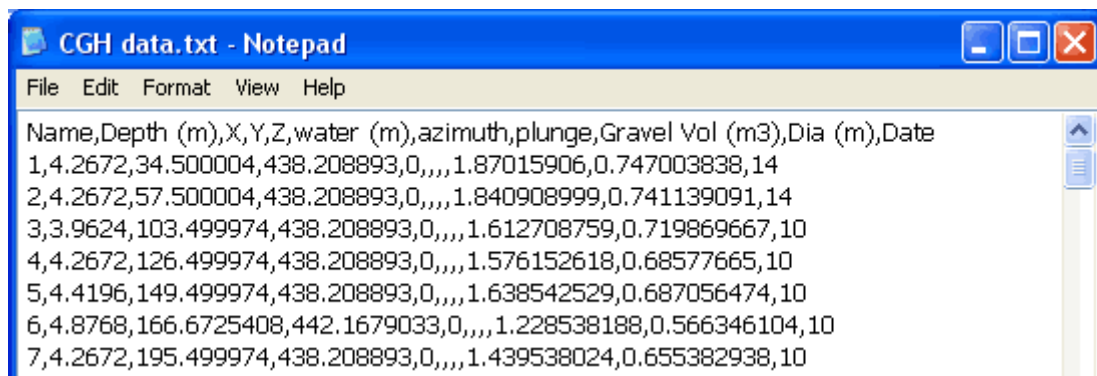 CGH data.txt - Notepad
File Edit Format View Help
Name,Depth (m),X,Y,Z,water (m),azimuth,plunge,Gravel Vol (m3),Dia (m),Date
1,4.2672,34.500004,438.208893,0,,,,1.87015906,0.747003838,14
2,4.2672,57.500004,438.208893,0,,,,1.840908999,0.741139091,14
3,3.9624,103.499974,438.208893,0,,,,1.612708759,0.719869667,10
4,4.2672,126.499974,438.208893,0,,,,1.576152618,0.68577665,10
5,4.4196,149.499974,438.208893,0,,,,1.638542529,0.687056474,10
6,4.8768,166.6725408,442.1679033,0,,,,1.228538188,0.566346104,10
7,4.2672,195.499974,438.208893,0,,,,1.439538024,0.655382938,10